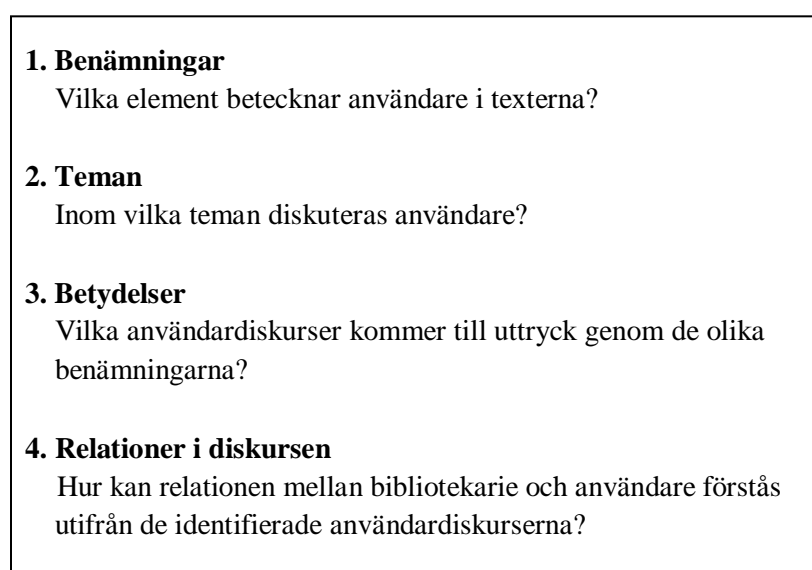 1. Benämningar
Vilka element betecknar användare i texterna?
2. Teman
Inom vilka teman diskuteras användare?
3. Betydelser
Vilka användardiskurser kommer till uttryck genom de olika
benämningarna?
4. Relationer i diskursen
Hur kan relationen mellan bibliotekarie och användare förstås
utifrån de identifierade användardiskurserna?